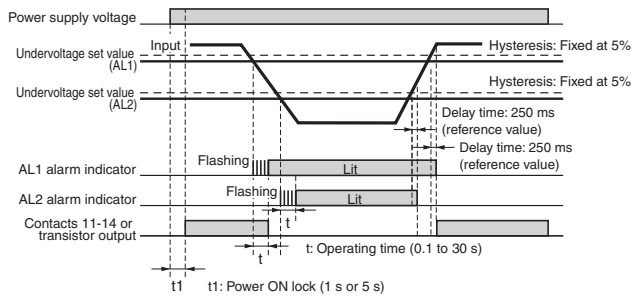 Power supply voltage
Input
Undervoltage set value
(AL1)
Hysteresis: Fixed at 5%
Undervoltage set value
(AL2)
Hysteresis: Fixed at 5%
Delay time: 250 ms
(reference value)
Delay time: 250 ms
(reference value)
AL1 alarm indicator
Flashing
Lit
AL2 alarm indicator
Flashing
Lit
t
Contacts 11-14 or
transistor output
t
t: Operating time (0.1 to 30 s)
t1
t1: Power ON lock (1 s or 5 s)